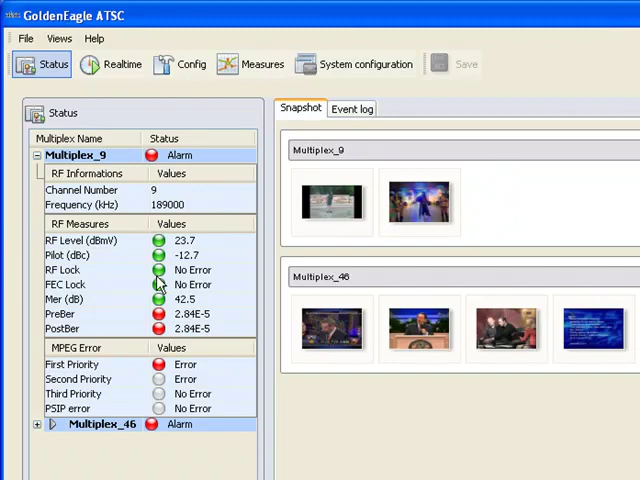 GoldenEagle ATSC
File Views Help
Status Realtime Config Measures System configuration Save
Status
Multiplex Name Status
Multiplex_9 Alarm
RF Informations Values
Channel Number 9
Frequency (kHz) 189000
RF Measures Values
RF Level (dBmV) 23.7
Pilot (dBc) -12.7
RF Lock No Error
FEC Lock No Error
Mer (dB) 42.5
PreBer 2.84E-5
PostBer 2.84E-5
MPEG Error Values
First Priority Error
Second Priority Error
Third Priority No Error
PSIP error No Error
Multiplex_46 Alarm
Snapshot Event log
Multiplex_9
Multiplex_46